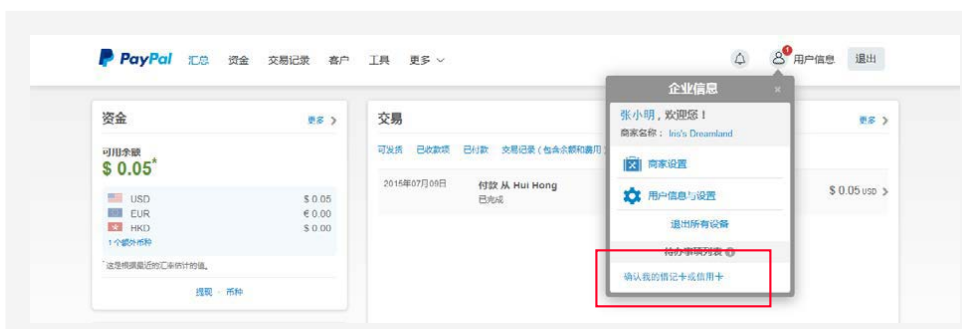 PayPal 汇总 资金 交易记录 客户 工具 更多 1 用户信息 退出
企业信息 ×
张小明，欢迎您！
商家名称： Iris's Dreamland
商家设置
用户信息与设置
退出所有设备
待办事项列表
确认我的借记卡或信用卡
资金 更多
可用余额
$ 0.05*
USD $ 0.05
EUR € 0.00
HKD $ 0.00
1个额外币种
*这是根据最近的汇率估计的值。
提现 - 币种
交易 更多
可发货 已收款项 已付款 交易记录（包含余额和费用）
2015年07月09日 付款 从 Hui Hong $ 0.05 USD
已完成